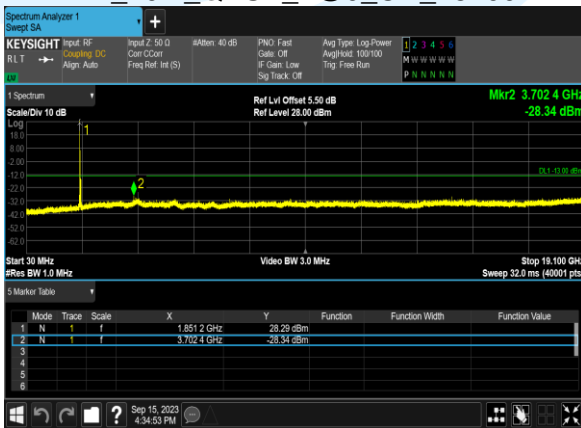 Spectrum Analyzer 1
Swept SA
+
KEYSIGHT Input: RF Input Z: 50 Ω #Atten: 40 dB PNO: Fast Avg Type: Log-Power 1 2 3 4 5 6
RLT Coupling: DC Corr CCorr Gate: Off Avg|Hold: 100/100 M W W W W W
Align: Auto Freq Ref: Int (S) IF Gain: Low Trig: Free Run
Sig Track: Off P N N N N N
1 Spectrum Ref Lvl Offset 5.50 dB Mkr2 3.702 4 GHz
Scale/Div 10 dB Ref Level 28.00 dBm -28.34 dBm
Log
1
18.0
8.00
-2.00
DL1 -13.00 dBm
-12.0
2
-22.0
-32.0
-42.0
-52.0
-62.0
Start 30 MHz Video BW 3.0 MHz Stop 19.100 GHz
#Res BW 1.0 MHz Sweep 32.0 ms (40001 pts)
5 Marker Table
Mode Trace Scale X Y Function Function Width Function Value
1 N 1 f 1.851 2 GHz 28.29 dBm
2 N 1 f 3.702 4 GHz -28.34 dBm
3
4
5
6
? Sep 15, 2023
4:34:53 PM